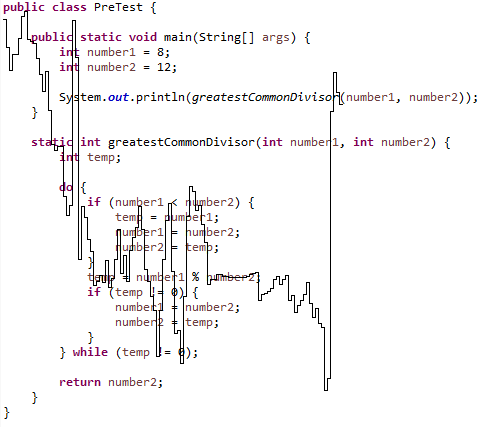 public class PreTest {
public static void main(String[] args) {
int number1 = 8;
int number2 = 12;
System.out.println(greatestCommonDivisor(number1, number2));
}
static int greatestCommonDivisor(int number1, int number2) {
int temp;
do {
if (number1 < number2) {
temp = number1;
number1 = number2;
number2 = temp;
}
temp = number1 % number2;
if (temp != 0) {
number1 = number2;
number2 = temp;
}
} while (temp != 0);
return number2;
}
}